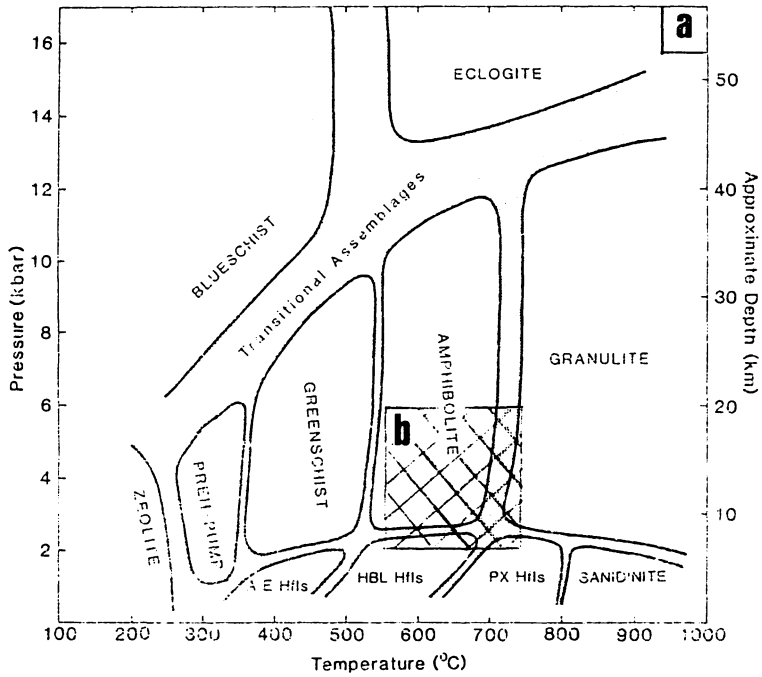 a
16
14
12
10
8
6
4
2
Pressure (kbar)
50
40
30
20
10
Approximate Depth (km)
ECLOGITE
BLUESCHIST
Transitional Assemblages
GRANULITE
AMPHIBOLITE
GREENSCHIST
b
PREH-PUMP
ZEOLITE
A-E Hfls
HBL Hfls
PX Hfls
SANIDINITE
100 200 300 400 500 600 700 800 900 1000
Temperature (°C)